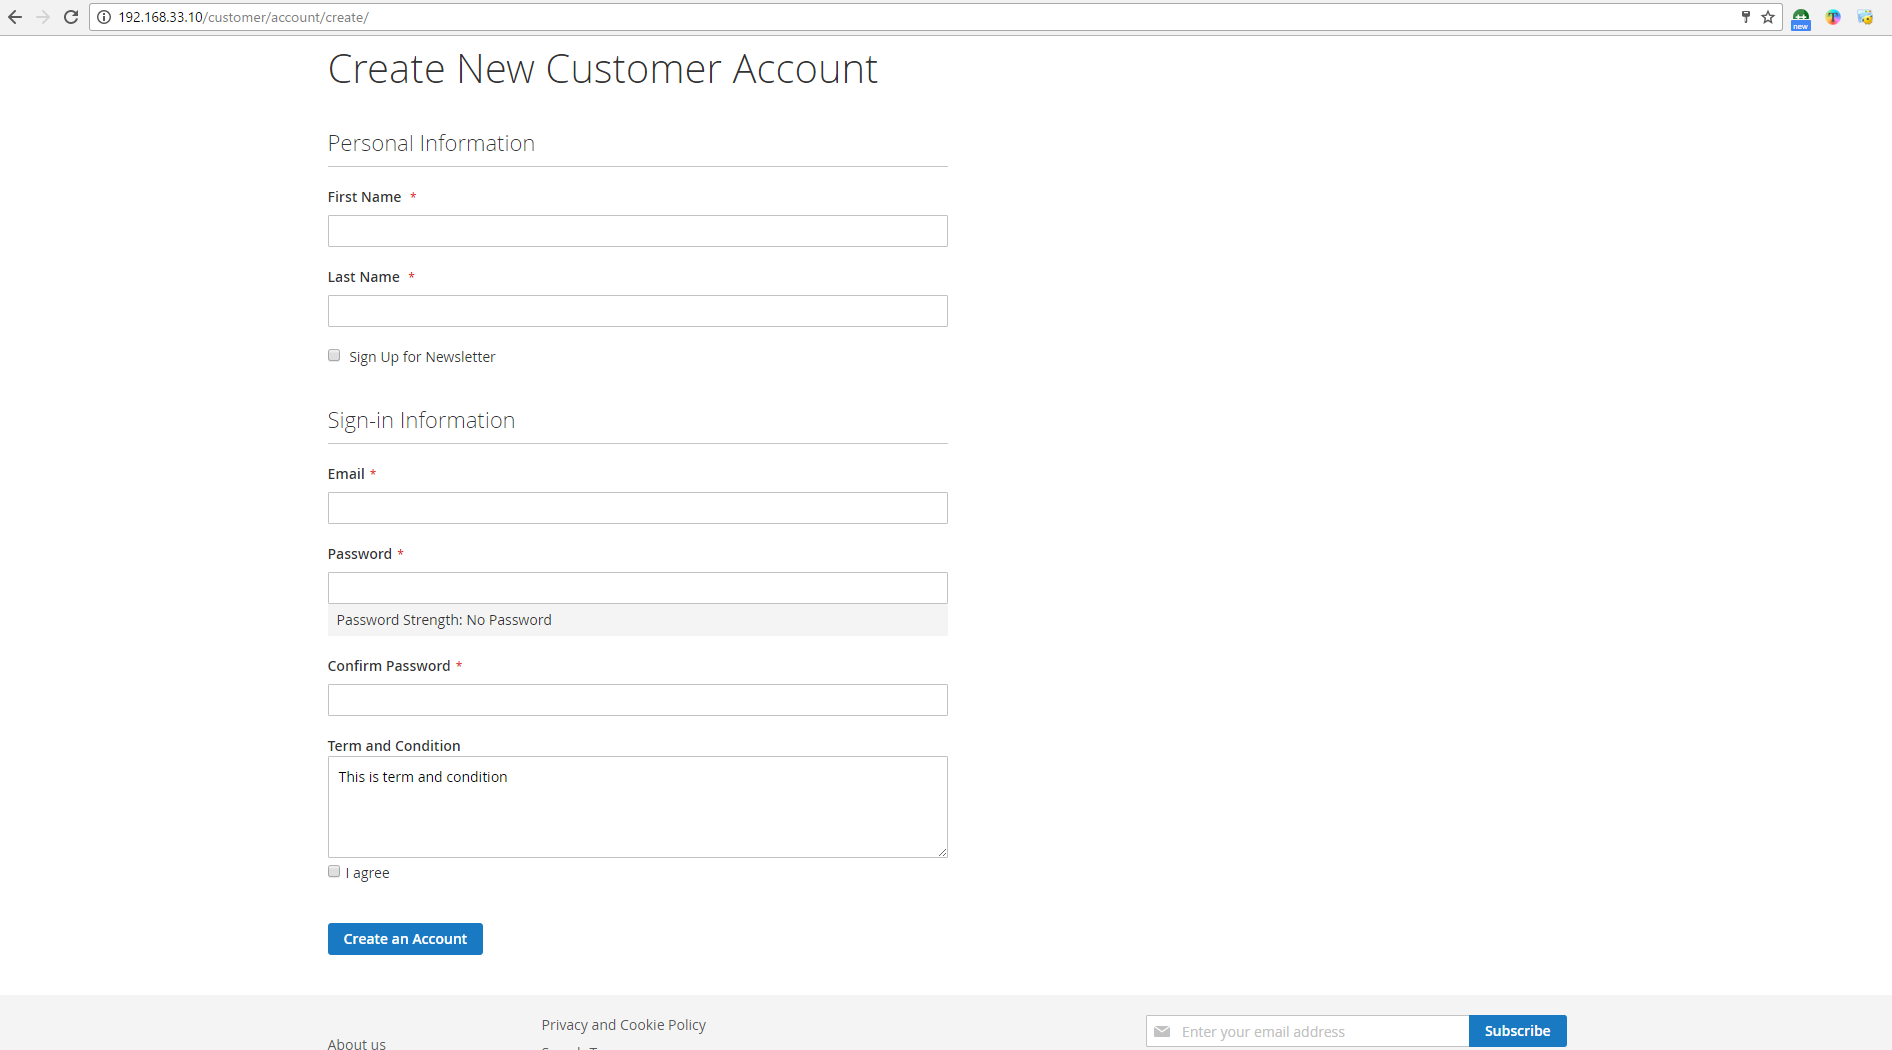 192.168.33.10/customer/account/create/
new
Create New Customer Account
Personal Information
First Name *
Last Name *
Sign Up for Newsletter
Sign-in Information
Email *
Password *
Password Strength: No Password
Confirm Password *
Term and Condition
This is term and condition
I agree
Create an Account
Privacy and Cookie Policy
Enter your email address
Subscribe
About us